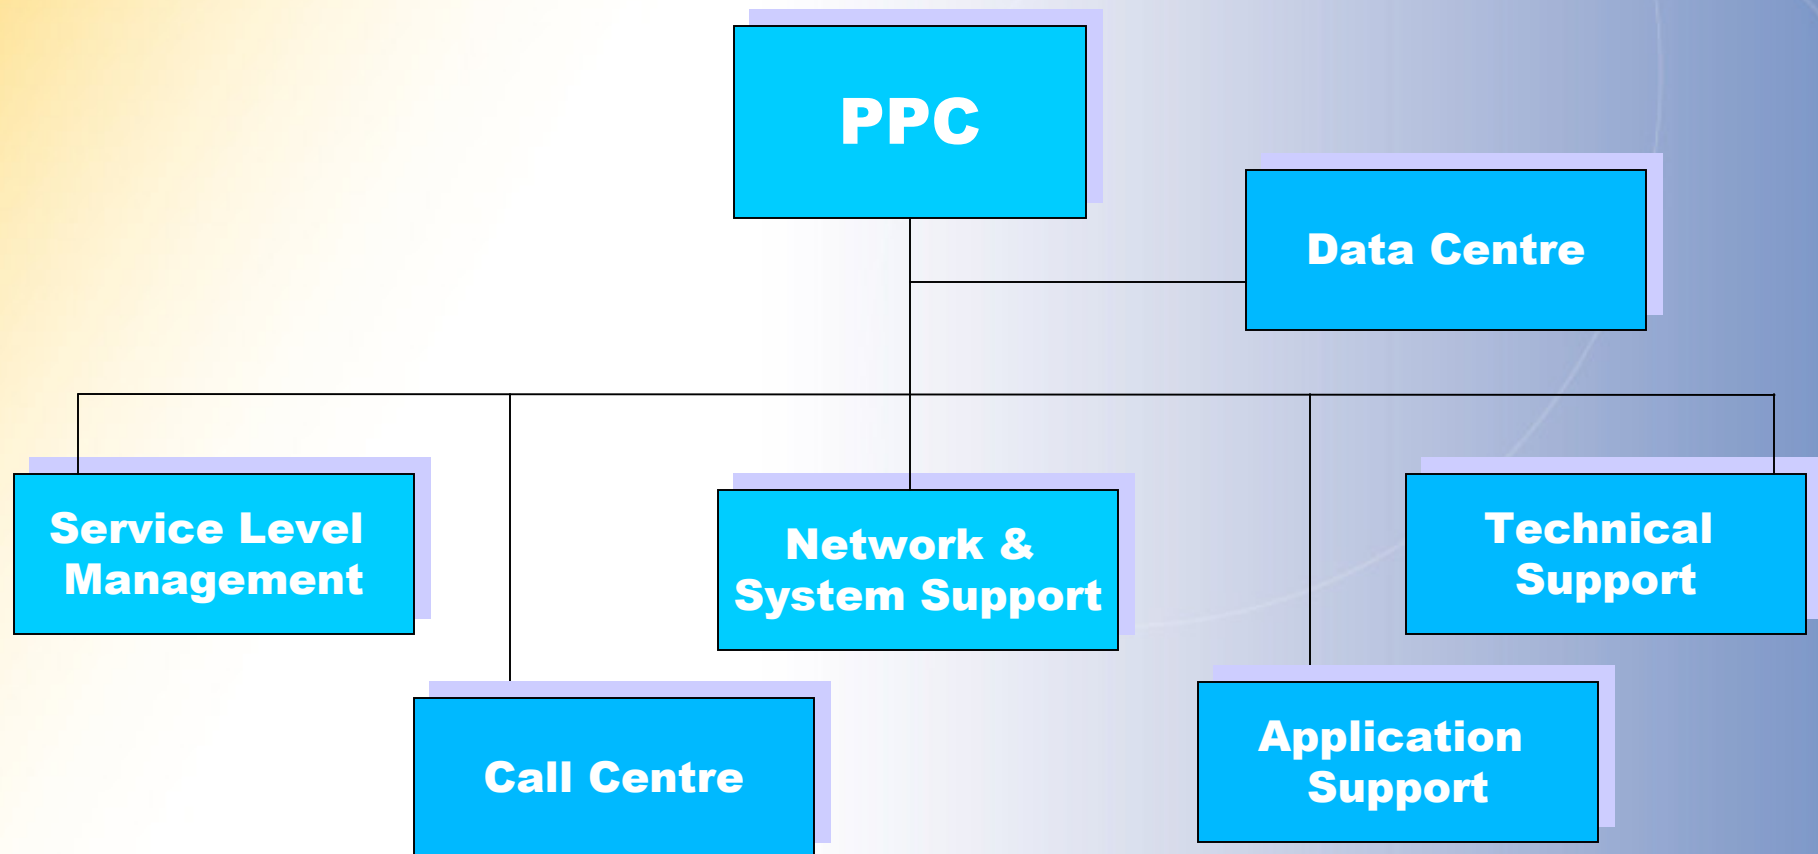 PPC
Data Centre
Service Level
Management
Network &
System Support
Technical
Support
Call Centre
Application
Support